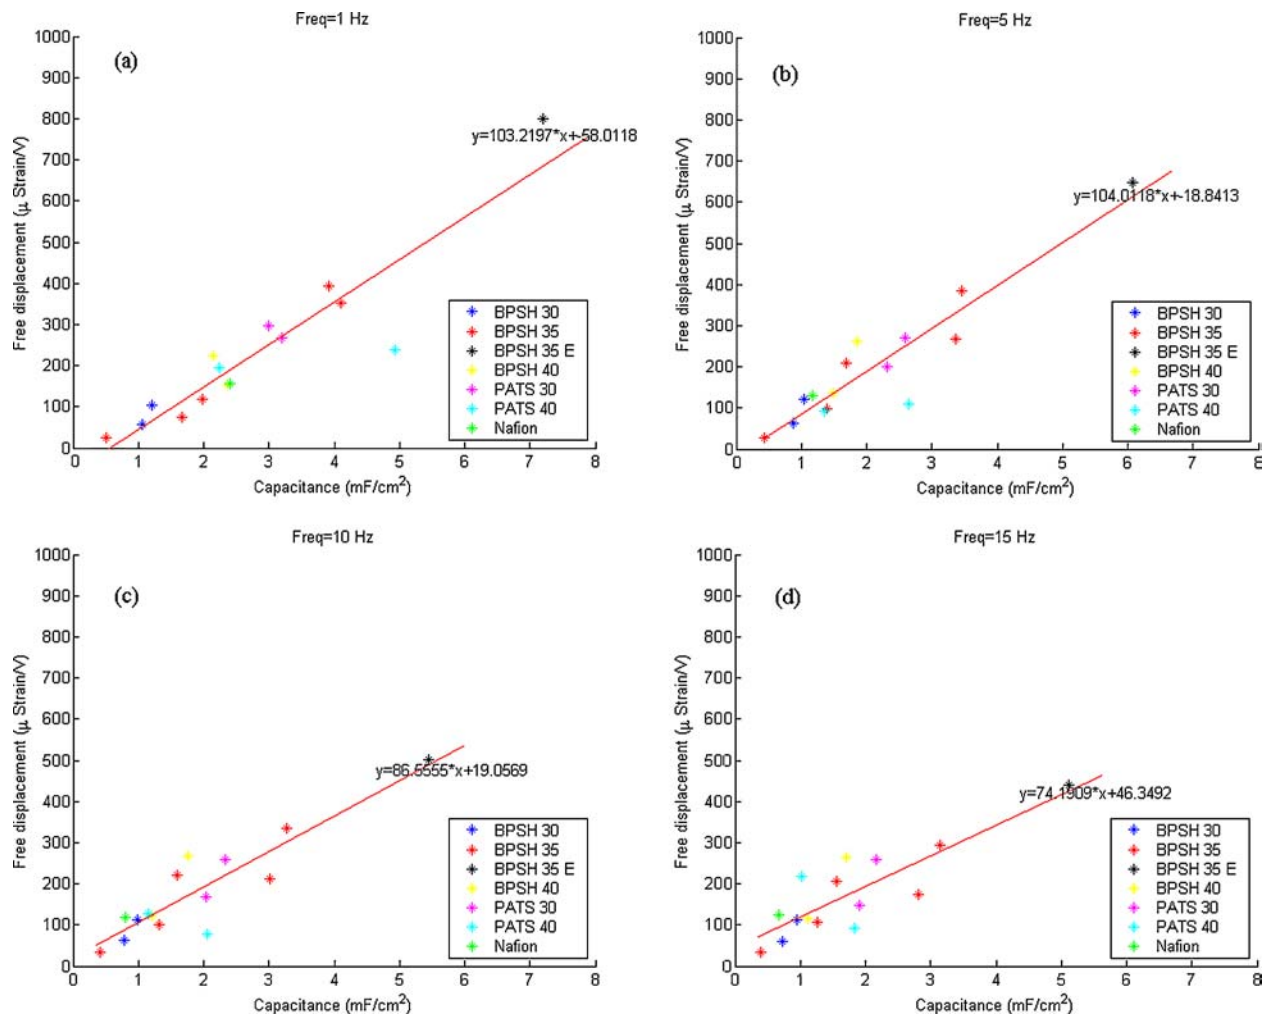 Freq=1 Hz
(a)
1000
900
800
700
600
500
400
300
200
100
0
Free displacement (μ Strain/V)
y=103.2197*x+-58.0118
BPSH 30
BPSH 35
BPSH 35 E
BPSH 40
PATS 30
PATS 40
Nafion
0 1 2 3 4 5 6 7 8
Capacitance (mF/cm²)
Freq=5 Hz
(b)
1000
900
800
700
600
500
400
300
200
100
0
Free displacement (μ Strain/V)
y=104.0118*x+-18.8413
BPSH 30
BPSH 35
BPSH 35 E
BPSH 40
PATS 30
PATS 40
Nafion
0 1 2 3 4 5 6 7 8
Capacitance (mF/cm²)
Freq=10 Hz
(c)
1000
900
800
700
600
500
400
300
200
100
0
Free displacement (μ Strain/V)
y=86.5555*x+19.0569
BPSH 30
BPSH 35
BPSH 35 E
BPSH 40
PATS 30
PATS 40
Nafion
0 1 2 3 4 5 6 7 8
Capacitance (mF/cm²)
Freq=15 Hz
(d)
1000
900
800
700
600
500
400
300
200
100
0
Free displacement (μ Strain/V)
y=74.1909*x+46.3492
BPSH 30
BPSH 35
BPSH 35 E
BPSH 40
PATS 30
PATS 40
Nafion
0 1 2 3 4 5 6 7 8
Capacitance (mF/cm²)